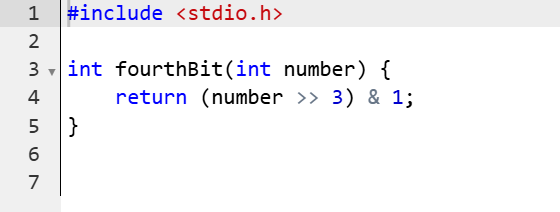 1 #include <stdio.h>
2
3 int fourthBit(int number) {
4     return (number >> 3) & 1;
5 }
6
7